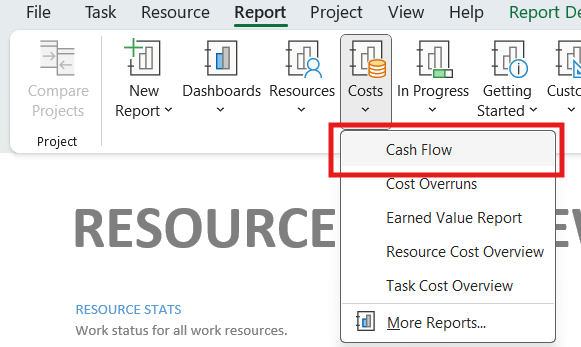 File Task Resource Report Project View Help Report De
Compare Projects
New Report
Dashboards
Resources
Costs
In Progress
Getting Started
Custo
Project
Cash Flow
Cost Overruns
Earned Value Report
Resource Cost Overview
Task Cost Overview
More Reports...
RESOURCE
EW
RESOURCE STATS
Work status for all work resources.